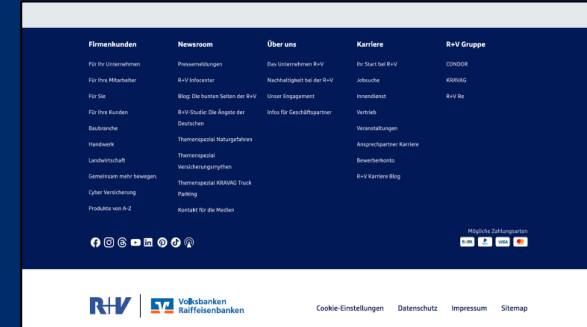 Firmenkunden
Für Ihr Unternehmen
Für Ihre Mitarbeiter
Für Sie
Für Ihre Kunden
Baubranche
Handwerk
Landwirtschaft
Gemeinsam mehr bewegen.
Cyber Versicherung
Produkte von A-Z
Newsroom
Pressemeldungen
R+V Infocenter
Blog: Die bunten Seiten der R+V
R+V-Studie: Die Ängste der
Deutschen
Themenspezial Naturgefahren
Themenspezial
Versicherungsmythen
Themenspezial KRAVAG Truck
Parking
Kontakt für die Medien
Über uns
Das Unternehmen R+V
Nachhaltigkeit bei der R+V
Unser Engagement
Infos für Geschäftspartner
Karriere
Ihr Start bei R+V
Jobsuche
Innendienst
Vertrieb
Veranstaltungen
Ansprechpartner Karriere
Bewerberkonto
R+V Karriere Blog
R+V Gruppe
CONDOR
KRAVAG
R+V Re
Mögliche Zahlungsarten
VISA
R+V
Volksbanken
Raiffeisenbanken
Cookie-Einstellungen Datenschutz Impressum Sitemap